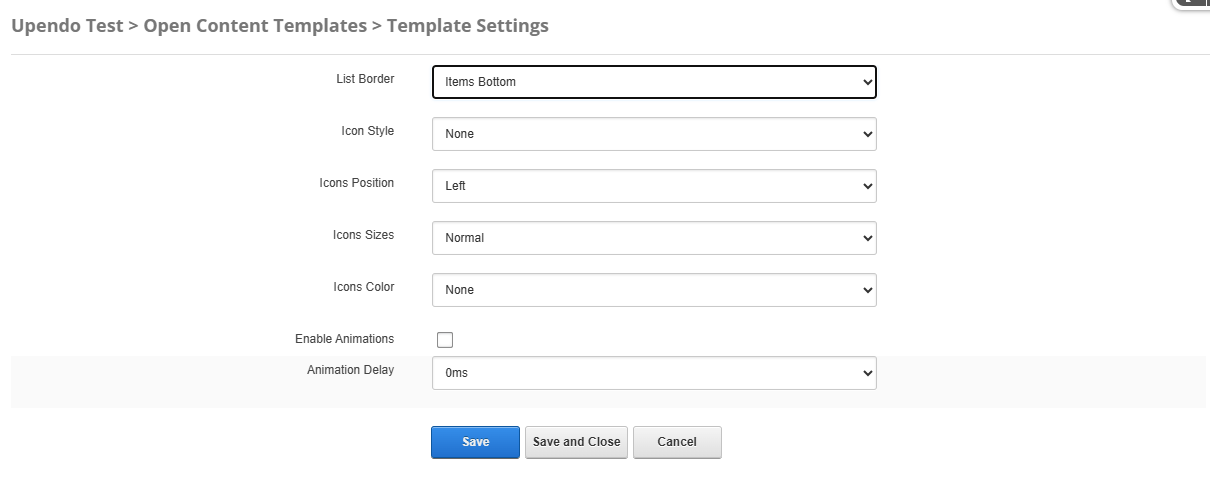 Upendo Test > Open Content Templates > Template Settings
List Border Items Bottom
Icon Style None
Icons Position Left
Icons Sizes Normal
Icons Color None
Enable Animations
Animation Delay 0ms
Save Save and Close Cancel